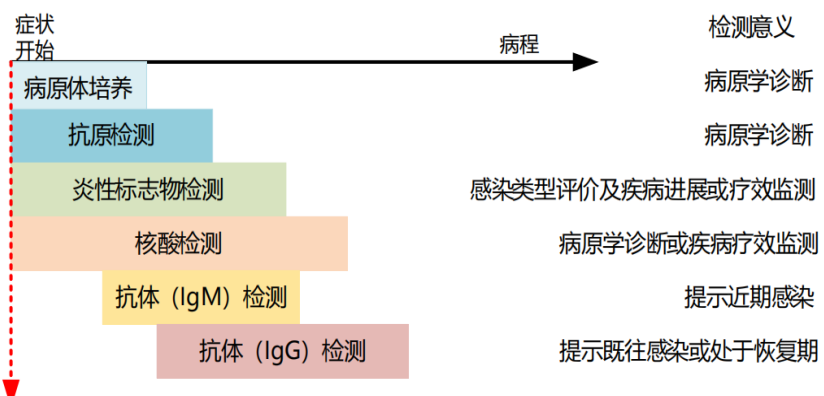 症状
开始
病程
检测意义
病原体培养
病原学诊断
抗原检测
病原学诊断
炎性标志物检测
感染类型评价及疾病进展或疗效监测
核酸检测
病原学诊断或疾病疗效监测
抗体（IgM）检测
提示近期感染
抗体（IgG）检测
提示既往感染或处于恢复期